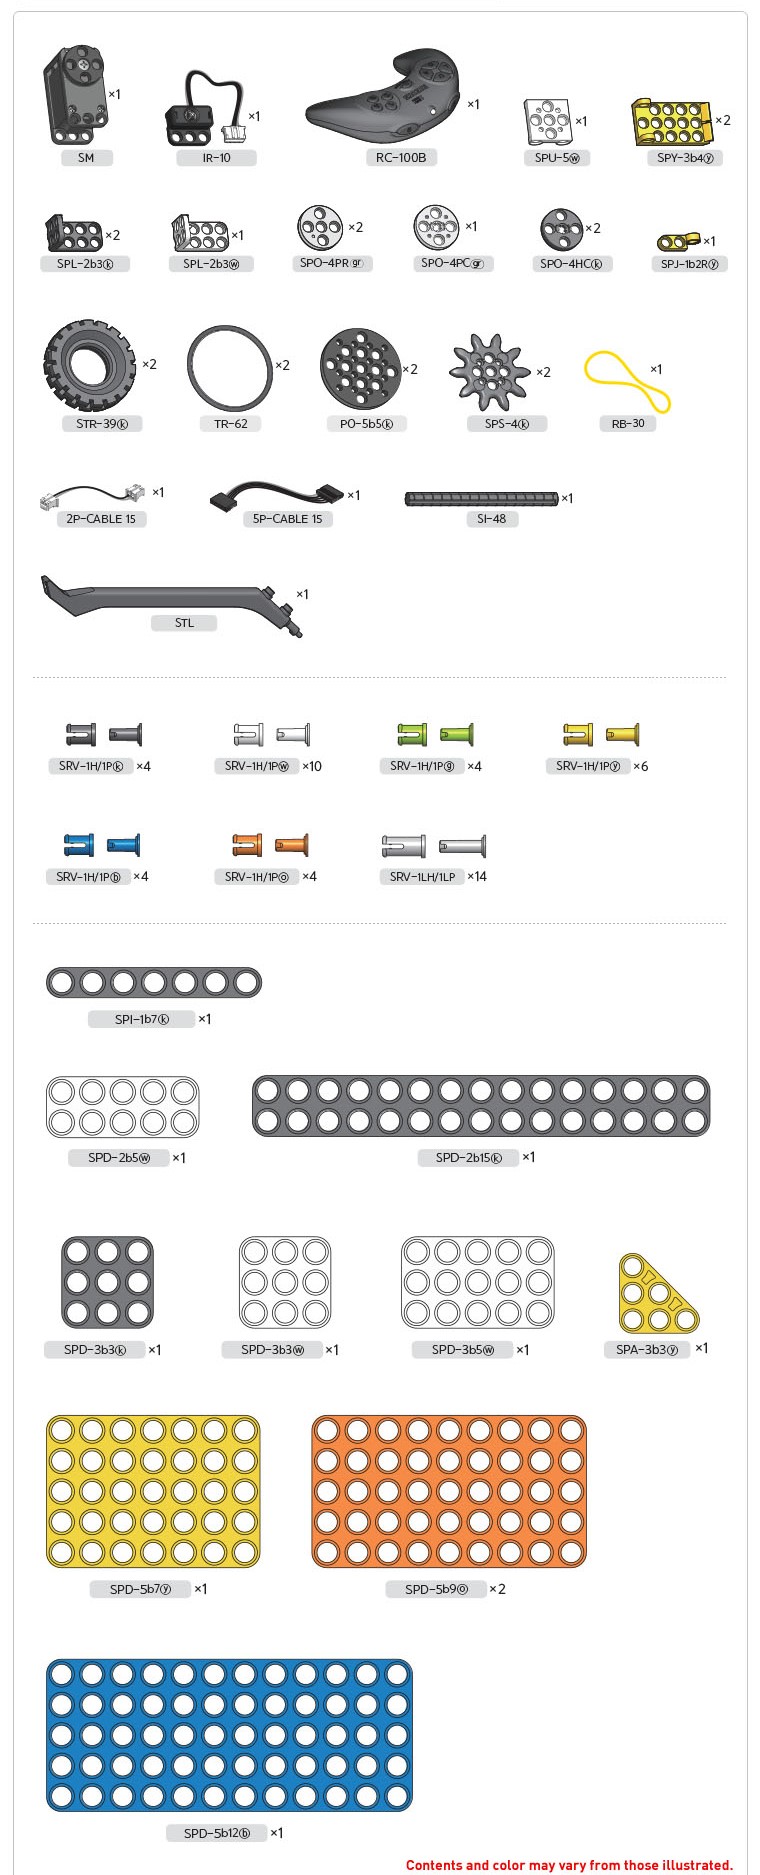 ×1 ×1 ×1 ×1 ×2
SM IR-10 RC-100B SPU-5ⓦ SPY-3b4ⓨ
×2 ×1 ×2 ×1 ×2 ×1
SPL-2b3ⓚ SPL-2b3ⓦ SPO-4PR gr SPO-4PC gr SPO-4HCⓚ SPJ-1b2Rⓨ
×2 ×2 ×2 ×2 ×1
STR-39ⓚ TR-62 PO-5b5ⓚ SPS-4ⓚ RB-30
×1 ×1 ×1
2P-CABLE 15 5P-CABLE 15 SI-48
×1
STL
SRV-1H/1Pⓚ ×4 SRV-1H/1Pⓦ ×10 SRV-1H/1Pⓖ ×4 SRV-1H/1Pⓨ ×6
SRV-1H/1Pⓑ ×4 SRV-1H/1Pⓞ ×4 SRV-1LH/1LP ×14
SPI-1b7ⓚ ×1
SPD-2b5ⓦ ×1 SPD-2b15ⓚ ×1
SPD-3b3ⓚ ×1 SPD-3b3ⓦ ×1 SPD-3b5ⓦ ×1 SPA-3b3ⓨ ×1
SPD-5b7ⓨ ×1 SPD-5b9ⓞ ×2
SPD-5b12ⓑ ×1
Contents and color may vary from those illustrated.